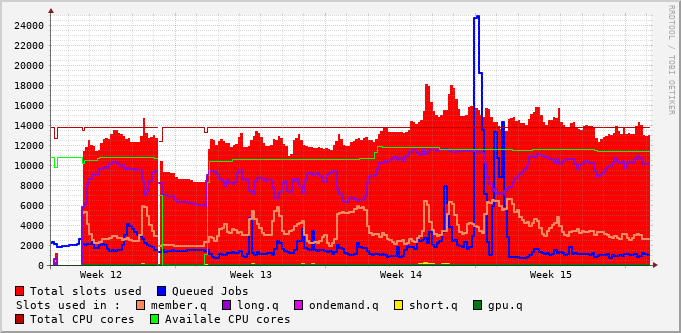 24000
22000
20000
18000
16000
14000
12000
10000
8000
6000
4000
2000
0
Week 12 Week 13 Week 14 Week 15
RRDTOOL / TOBI OETIKER
Total slots used Queued Jobs
Slots used in : member.q long.q ondemand.q short.q gpu.q
Total CPU cores Availale CPU cores